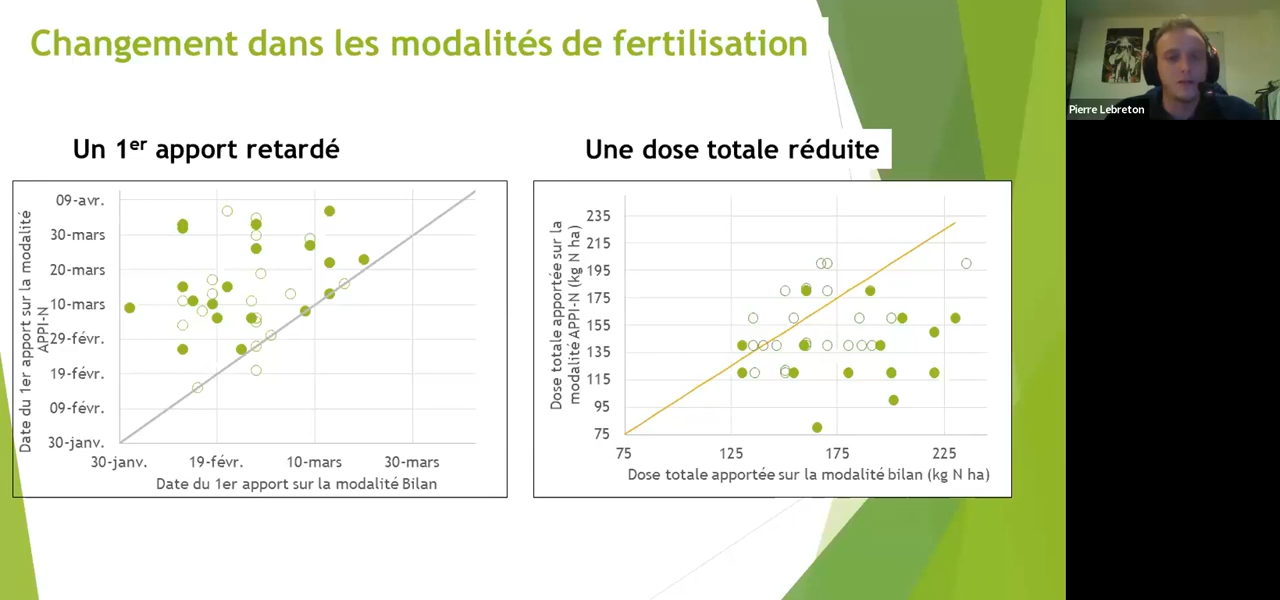 Changement dans les modalités de fertilisation
Pierre Lebreton
Un 1er apport retardé
Une dose totale réduite
Date du 1er apport sur la modalité
APPI-N
09-avr.
30-mars
20-mars
10-mars
29-févr.
19-févr.
09-févr.
30-janv.
30-janv. 19-févr. 10-mars 30-mars
Date du 1er apport sur la modalité Bilan
Dose totale apportée sur la
modalité APPI-N (kg N ha)
235
215
195
175
155
135
115
95
75
75 125 175 225
Dose totale apportée sur la modalité bilan (kg N ha)